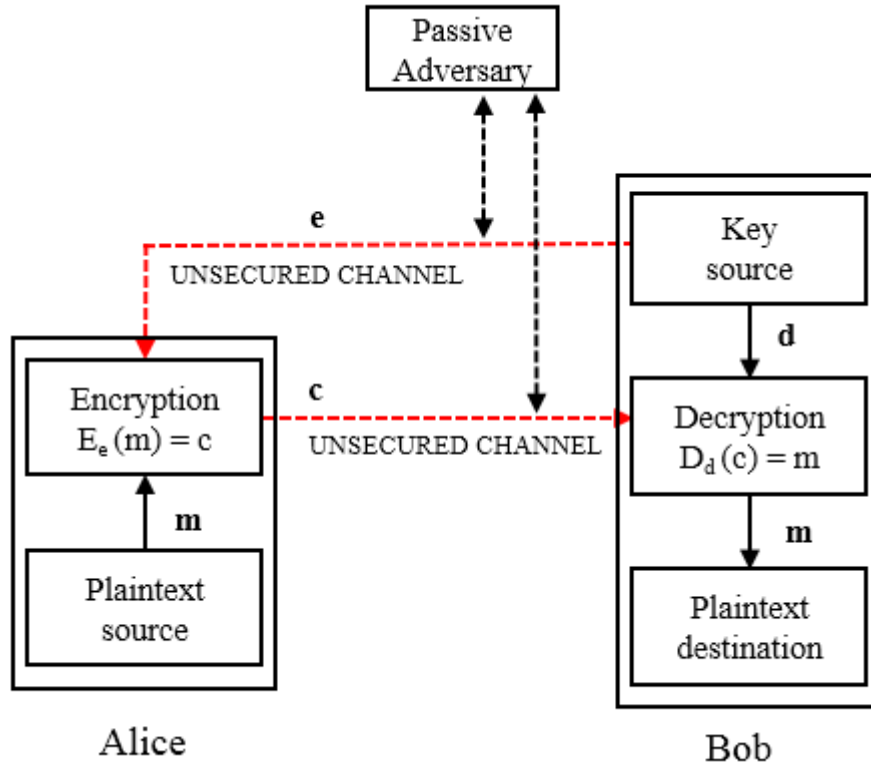 Passive
Adversary
e
UNSECURED CHANNEL
Key
source
d
Encryption
Eₑ (m) = c
c
UNSECURED CHANNEL
Decryption
D_d (c) = m
m
Plaintext
source
m
Plaintext
destination
Alice
Bob